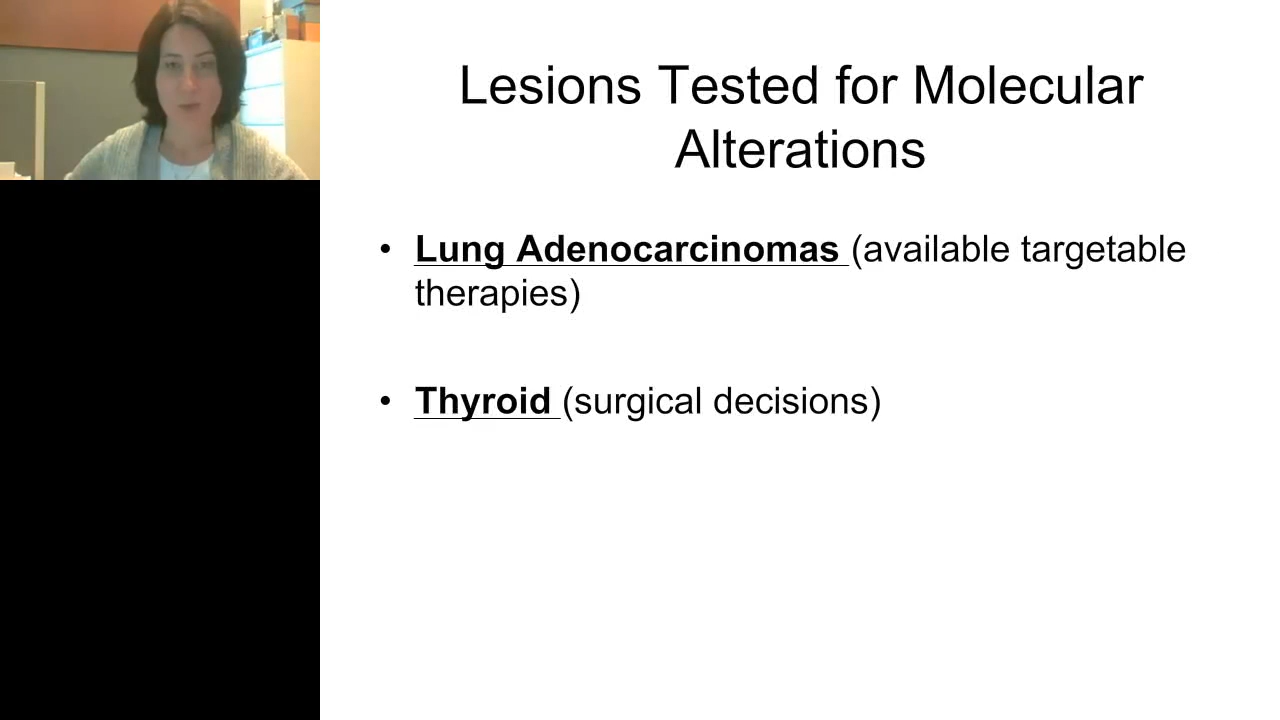 Lesions Tested for Molecular
Alterations
• Lung Adenocarcinomas (available targetable
therapies)
• Thyroid (surgical decisions)